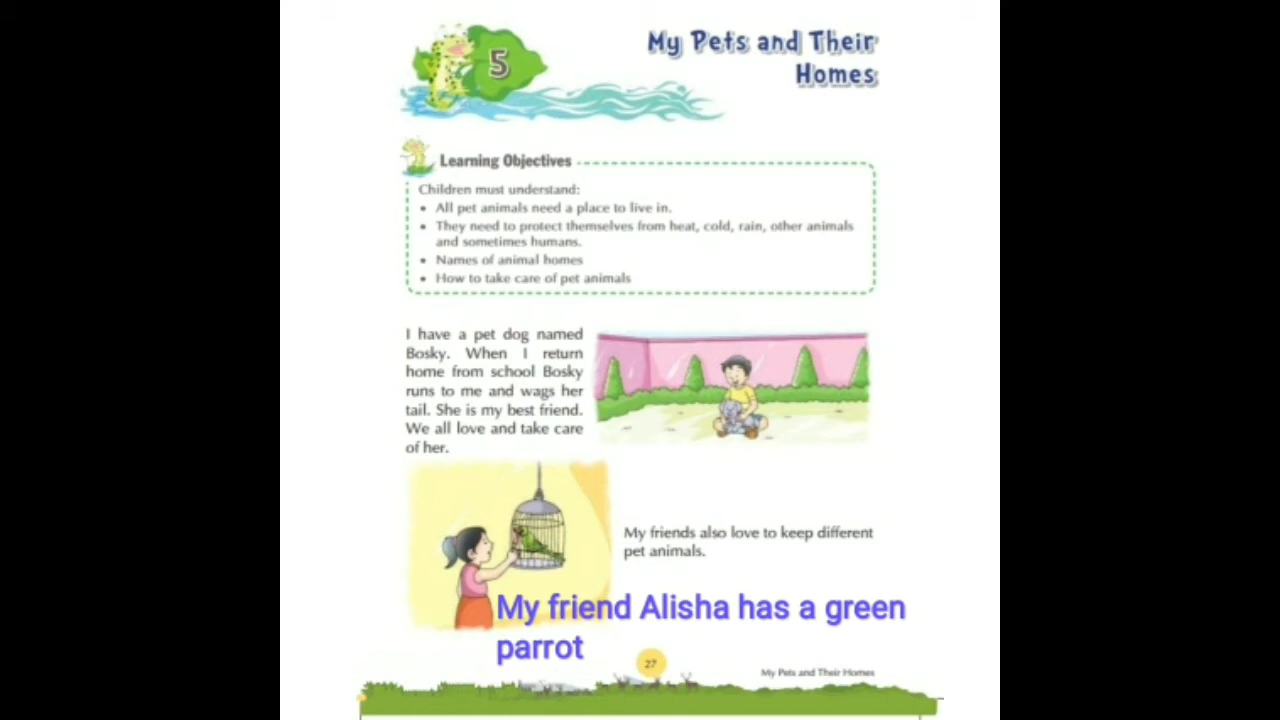 5
My Pets and Their
Homes
Learning Objectives
Children must understand:
• All pet animals need a place to live in.
• They need to protect themselves from heat, cold, rain, other animals
and sometimes humans.
• Names of animal homes
• How to take care of pet animals
I have a pet dog named
Bosky. When I return
home from school Bosky
runs to me and wags her
tail. She is my best friend.
We all love and take care
of her.
My friends also love to keep different
pet animals.
My friend Alisha has a green
parrot
27
My Pets and Their Homes